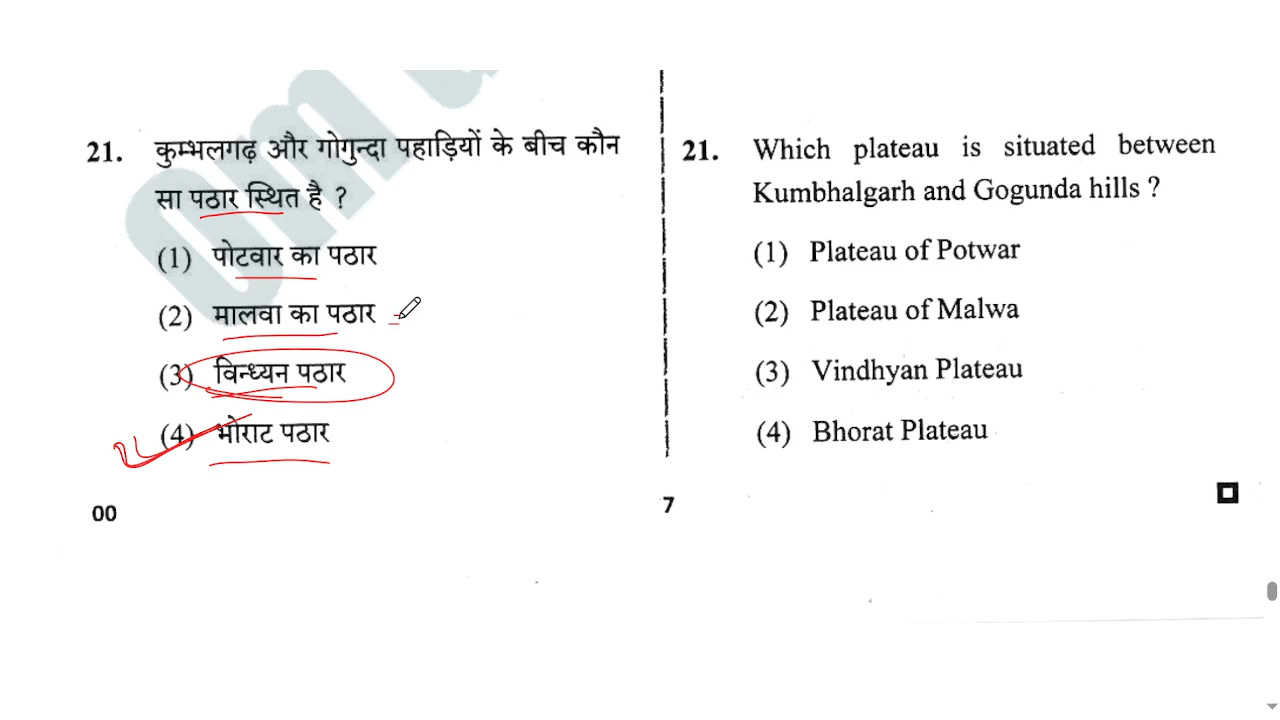 21. कुम्भलगढ़ और गोगुन्दा पहाड़ियों के बीच कौन
सा पठार स्थित है ?
(1) पोटवार का पठार
(2) मालवा का पठार
(3) विन्ध्यन पठार
(4) भोराट पठार
00
21. Which plateau is situated between
Kumbhalgarh and Gogunda hills ?
(1) Plateau of Potwar
(2) Plateau of Malwa
(3) Vindhyan Plateau
(4) Bhorat Plateau
7